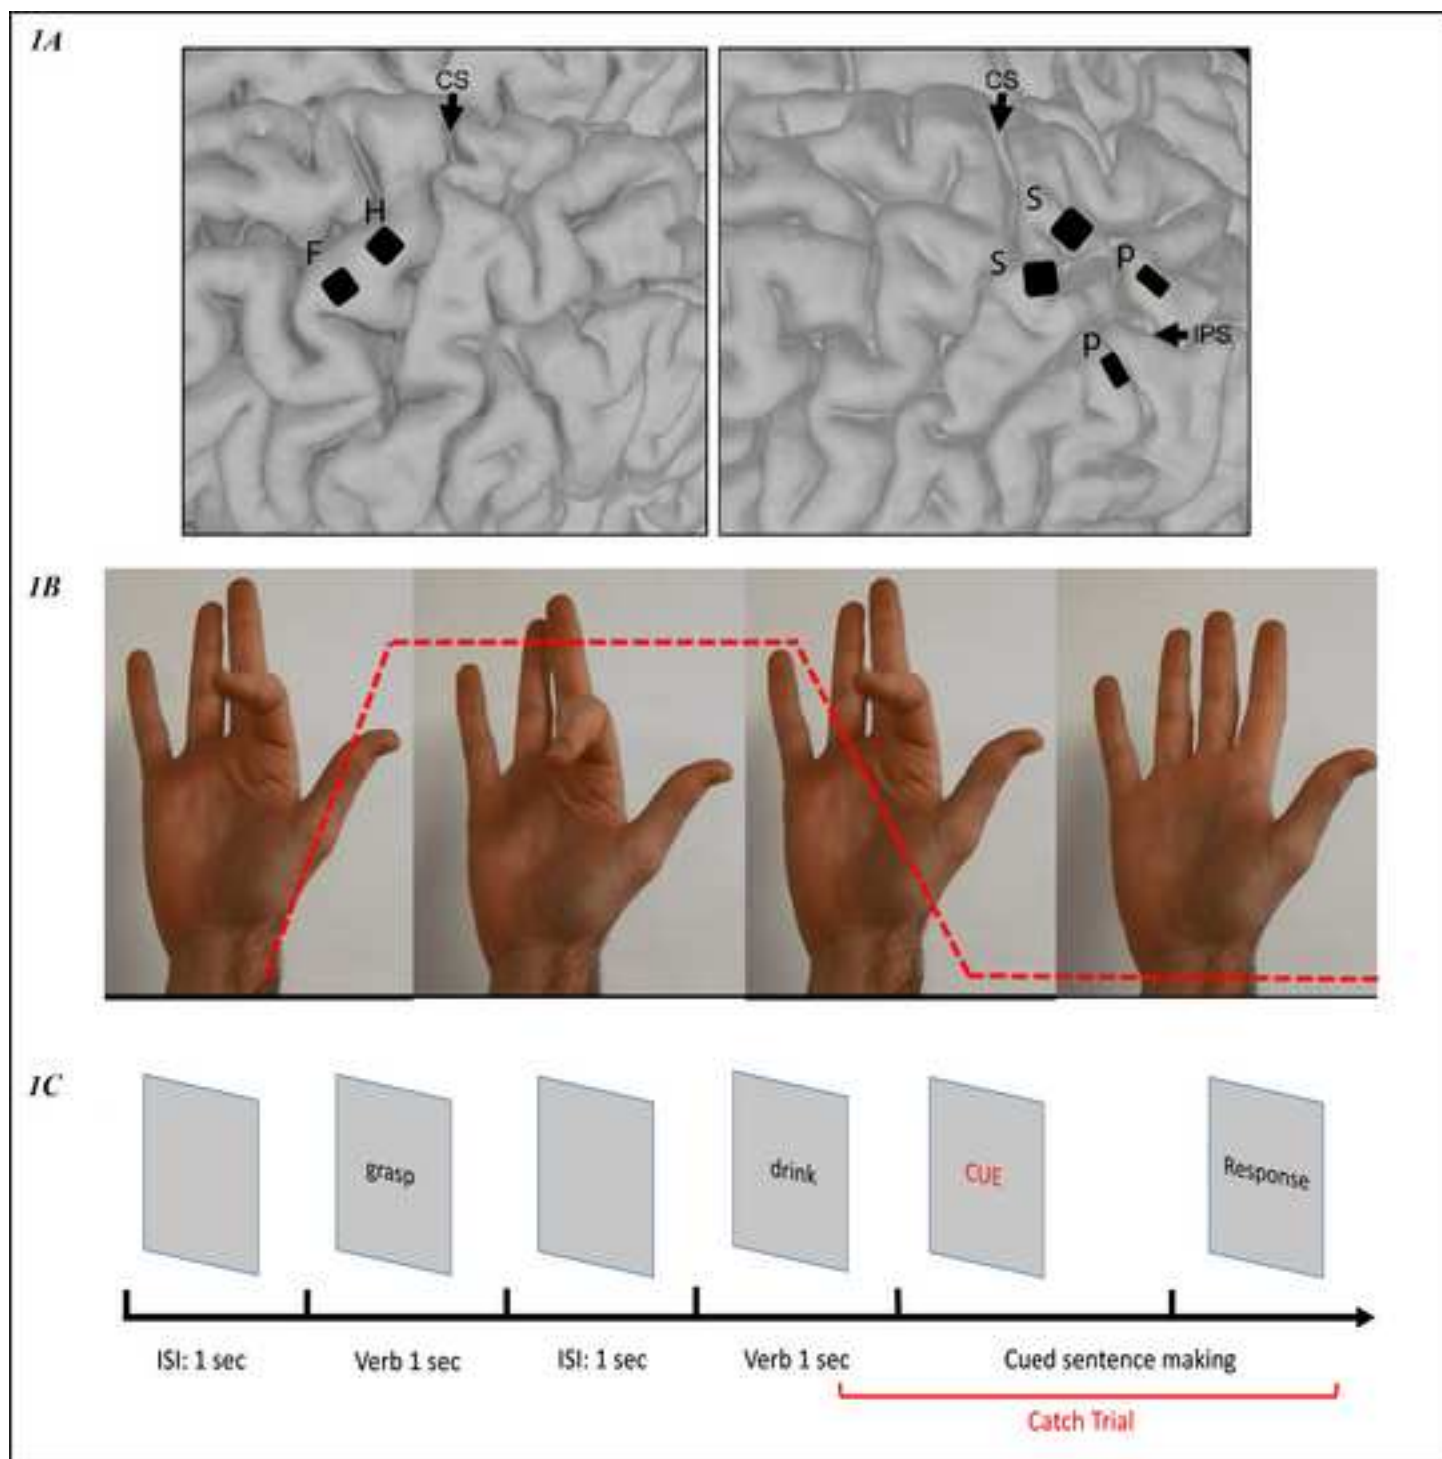 1A
CS
H
F
CS
S
S
p
IPS
p
1B
1C
grasp
drink
CUE
Response
ISI: 1 sec
Verb 1 sec
ISI: 1 sec
Verb 1 sec
Cued sentence making
Catch Trial